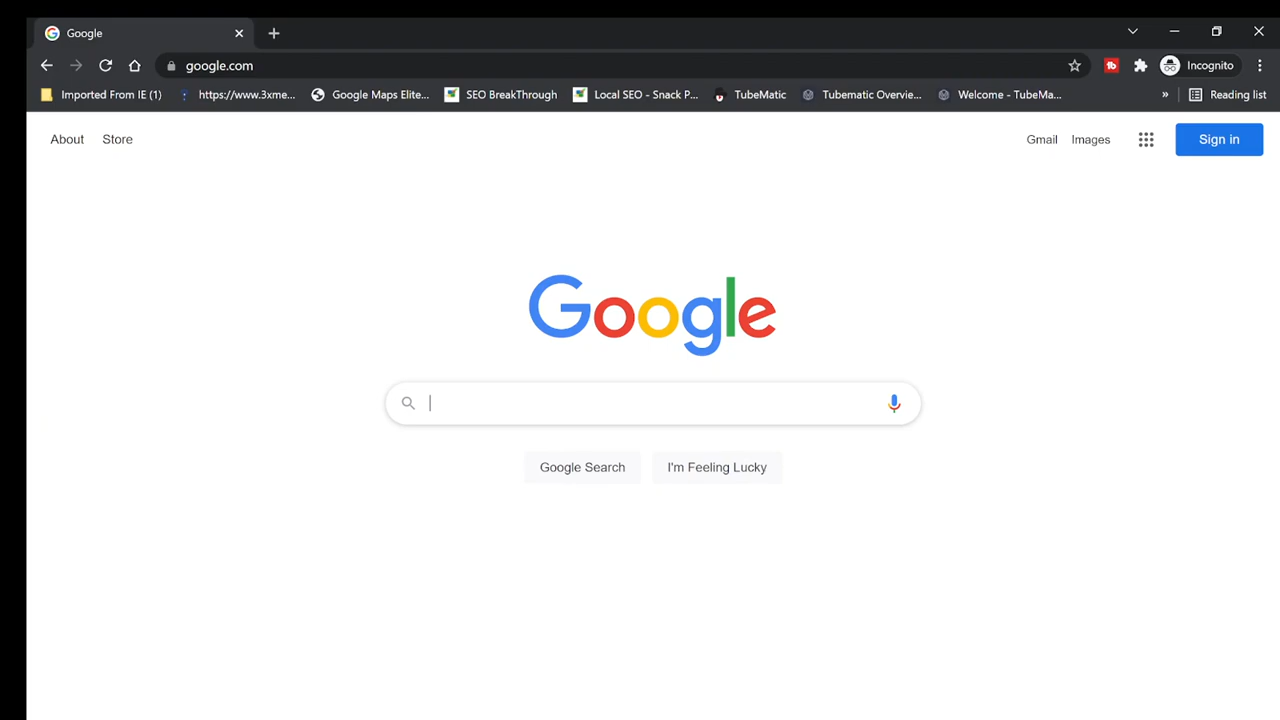 Google
google.com
Incognito
Imported From IE (1)
https://www.3xme...
Google Maps Elite...
SEO BreakThrough
Local SEO - Snack P...
TubeMatic
Tubematic Overvie...
Welcome - TubeMa...
»
Reading list
About
Store
Gmail
Images
Sign in
Google
Google Search
I'm Feeling Lucky